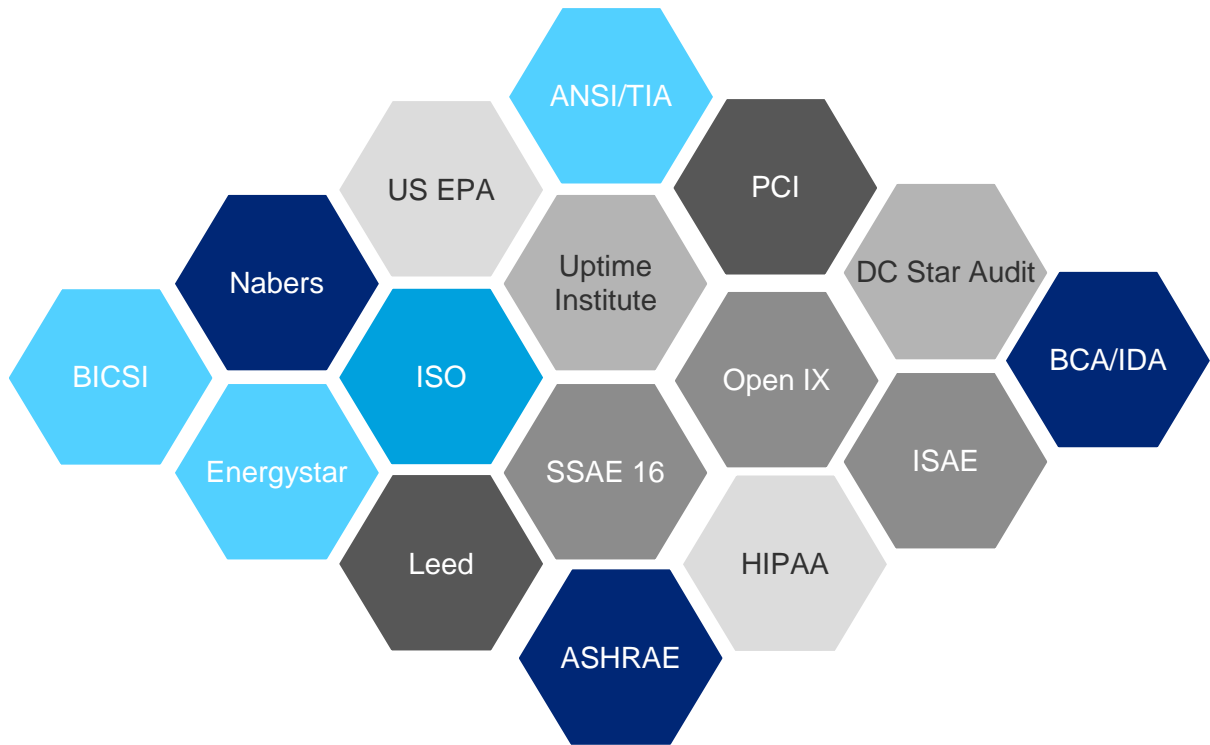 ANSI/TIA
US EPA
PCI
Nabers
Uptime
Institute
DC Star Audit
BICSI
ISO
Open IX
BCA/IDA
Energystar
SSAE 16
ISAE
Leed
HIPAA
ASHRAE